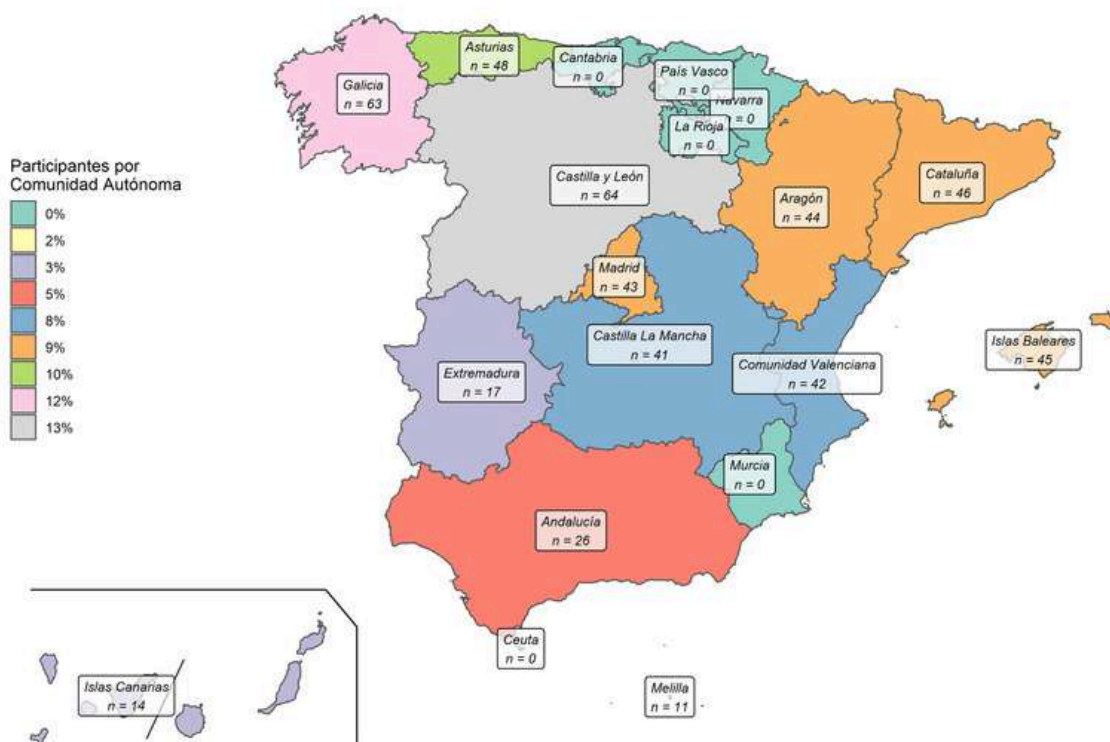 Asturias
n = 48
Cantabria
n = 0
País Vasco
n = 0
Navarra
n = 0
La Rioja
n = 0
Galicia
n = 63
Participantes por
Comunidad Autónoma
0%
2%
3%
5%
8%
9%
10%
12%
13%
Castilla y León
n = 64
Aragón
n = 44
Cataluña
n = 46
Madrid
n = 43
Castilla La Mancha
n = 41
Comunidad Valenciana
n = 42
Islas Baleares
n = 45
Extremadura
n = 17
Murcia
n = 0
Andalucía
n = 26
Ceuta
n = 0
Islas Canarias
n = 14
Melilla
n = 11